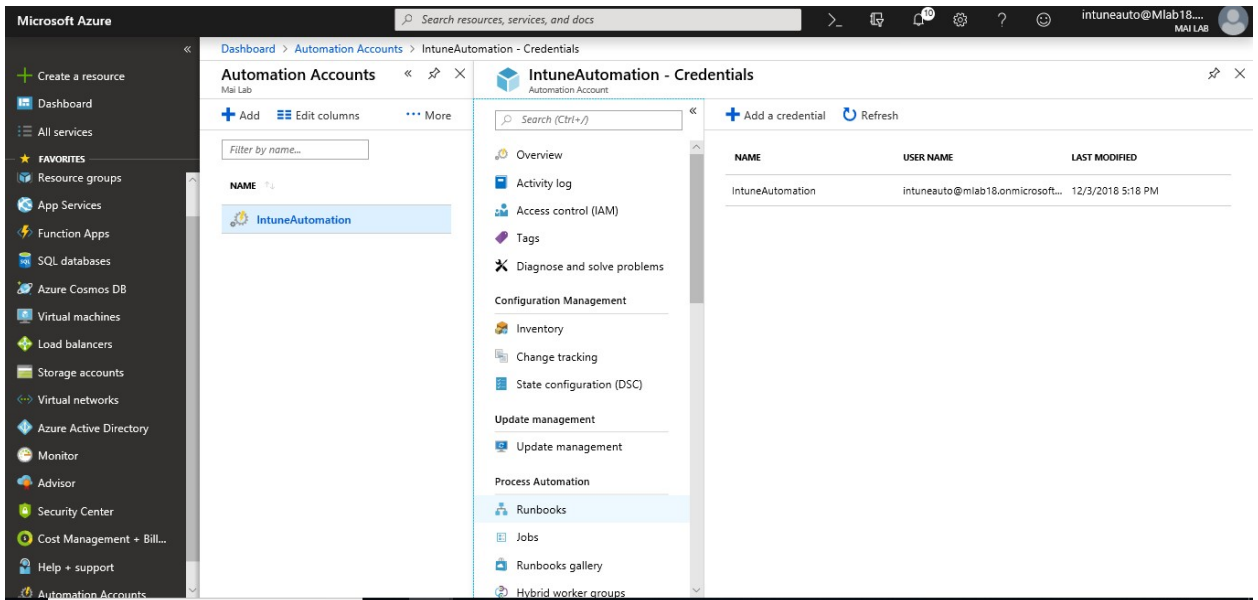 Microsoft Azure
Search resources, services, and docs
10
intuneauto@Mlab18....
MAI LAB
«
Create a resource
Dashboard
All services
FAVORITES
Resource groups
App Services
Function Apps
SQL databases
Azure Cosmos DB
Virtual machines
Load balancers
Storage accounts
Virtual networks
Azure Active Directory
Monitor
Advisor
Security Center
Cost Management + Bill...
Help + support
Automation Accounts
Dashboard > Automation Accounts > IntuneAutomation - Credentials
Automation Accounts
Mai Lab
Add Edit columns ··· More
Filter by name...
NAME
IntuneAutomation
IntuneAutomation - Credentials
Automation Account
Search (Ctrl+/)
Overview
Activity log
Access control (IAM)
Tags
Diagnose and solve problems
Configuration Management
Inventory
Change tracking
State configuration (DSC)
Update management
Update management
Process Automation
Runbooks
Jobs
Runbooks gallery
Hybrid worker groups
Add a credential Refresh
NAME USER NAME LAST MODIFIED
IntuneAutomation intuneauto@mlab18.onmicrosoft... 12/3/2018 5:18 PM